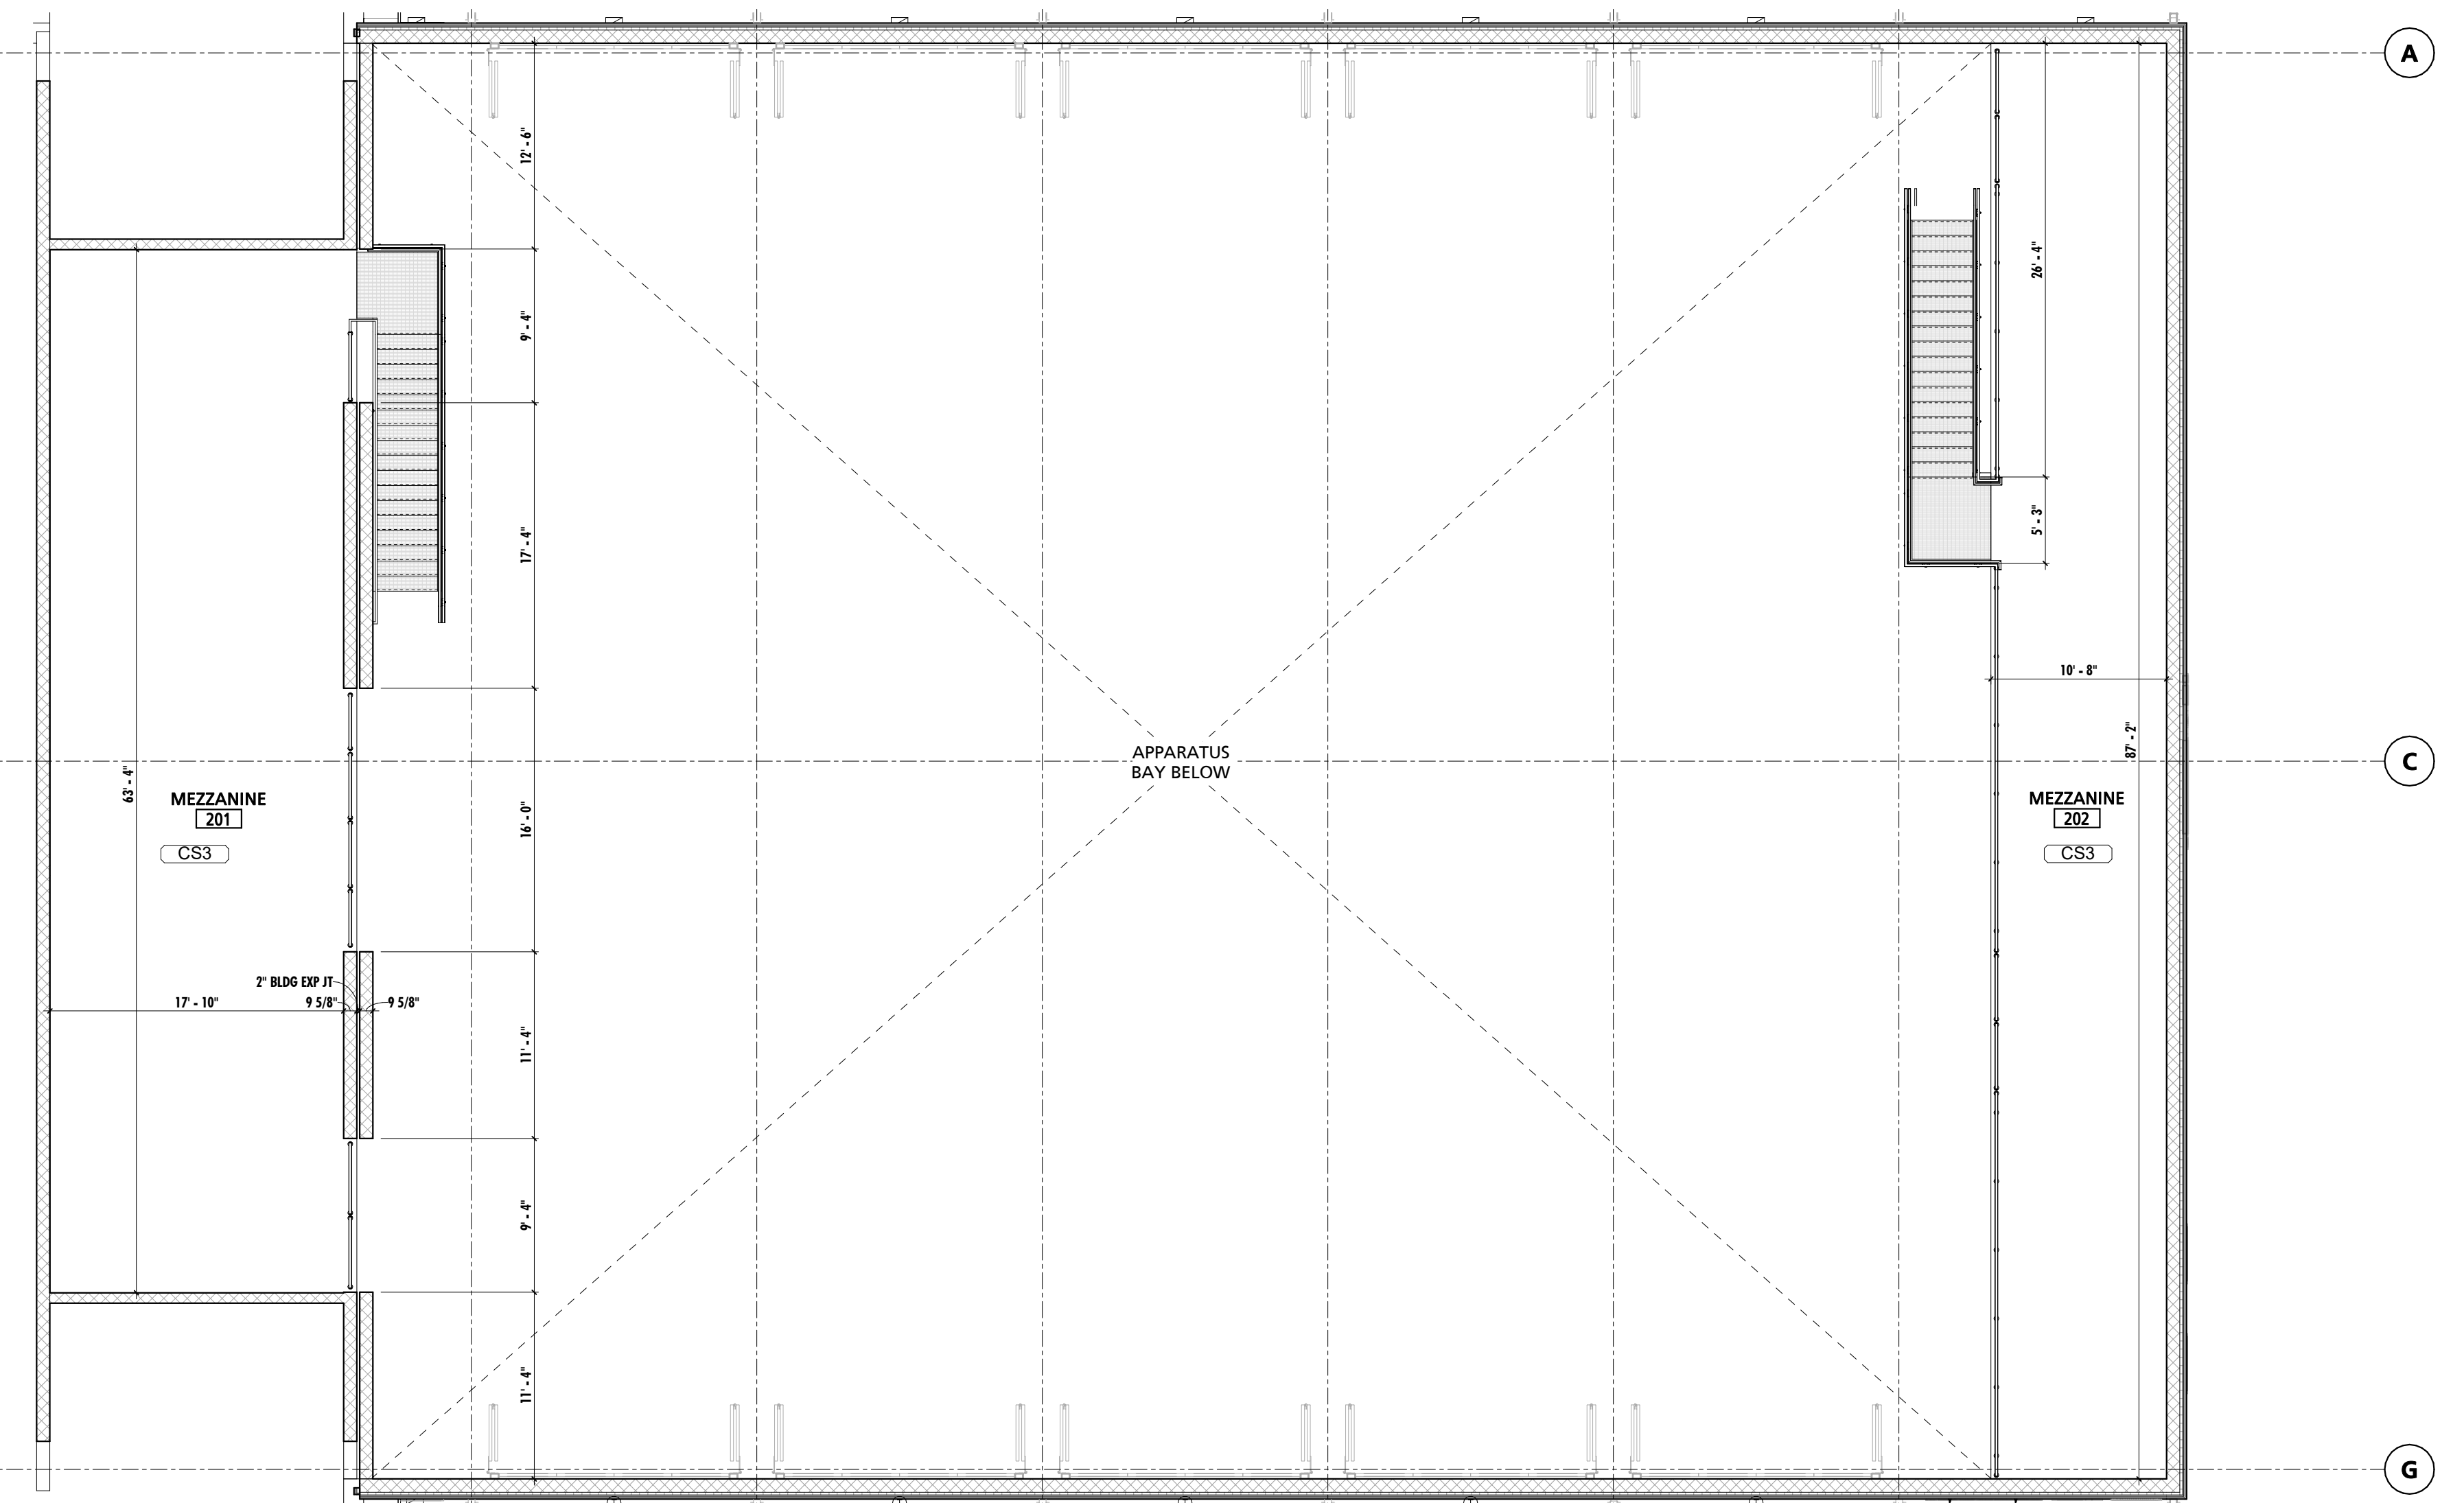 A
12' - 6"
26' - 4"
9' - 4"
5' - 3"
17' - 4"
10' - 8"
87' - 2"
APPARATUS
BAY BELOW
C
63' - 4"
MEZZANINE
201
CS3
16' - 0"
MEZZANINE
202
CS3
2" BLDG EXP JT
17' - 10"
9 5/8"
9 5/8"
11' - 4"
9' - 4"
11' - 4"
G